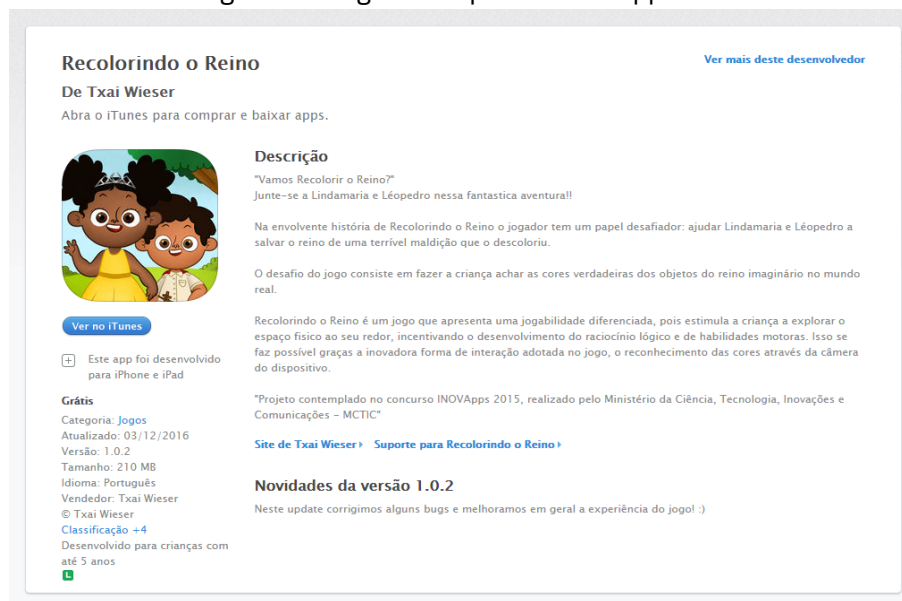 Recolorindo o Reino
Ver mais deste desenvolvedor
De Txai Wieser
Abra o iTunes para comprar e baixar apps.
Ver no iTunes
Este app foi desenvolvido
para iPhone e iPad
Grátis
Categoria: Jogos
Atualizado: 03/12/2016
Versão: 1.0.2
Tamanho: 210 MB
Idioma: Português
Vendedor: Txai Wieser
© Txai Wieser
Classificação +4
Desenvolvido para crianças com
até 5 anos
L
Descrição
"Vamos Recolorir o Reino?"
Junte-se a Lindamaria e Léopedro nessa fantastica aventura!!
Na envolvente história de Recolorindo o Reino o jogador tem um papel desafiador: ajudar Lindamaria e Léopedro a
salvar o reino de uma terrível maldição que o descoloriu.
O desafio do jogo consiste em fazer a criança achar as cores verdadeiras dos objetos do reino imaginário no mundo
real.
Recolorindo o Reino é um jogo que apresenta uma jogabilidade diferenciada, pois estimula a criança a explorar o
espaço fisico ao seu redor, incentivando o desenvolvimento do raciocínio lógico e de habilidades motoras. Isso se
faz possível graças a inovadora forma de interação adotada no jogo, o reconhecimento das cores através da câmera
do dispositivo.
"Projeto contemplado no concurso INOVApps 2015, realizado pelo Ministério da Ciência, Tecnologia, Inovações e
Comunicações - MCTIC"
Site de Txai Wieser Suporte para Recolorindo o Reino
Novidades da versão 1.0.2
Neste update corrigimos alguns bugs e melhoramos em geral a experiência do jogo! :)